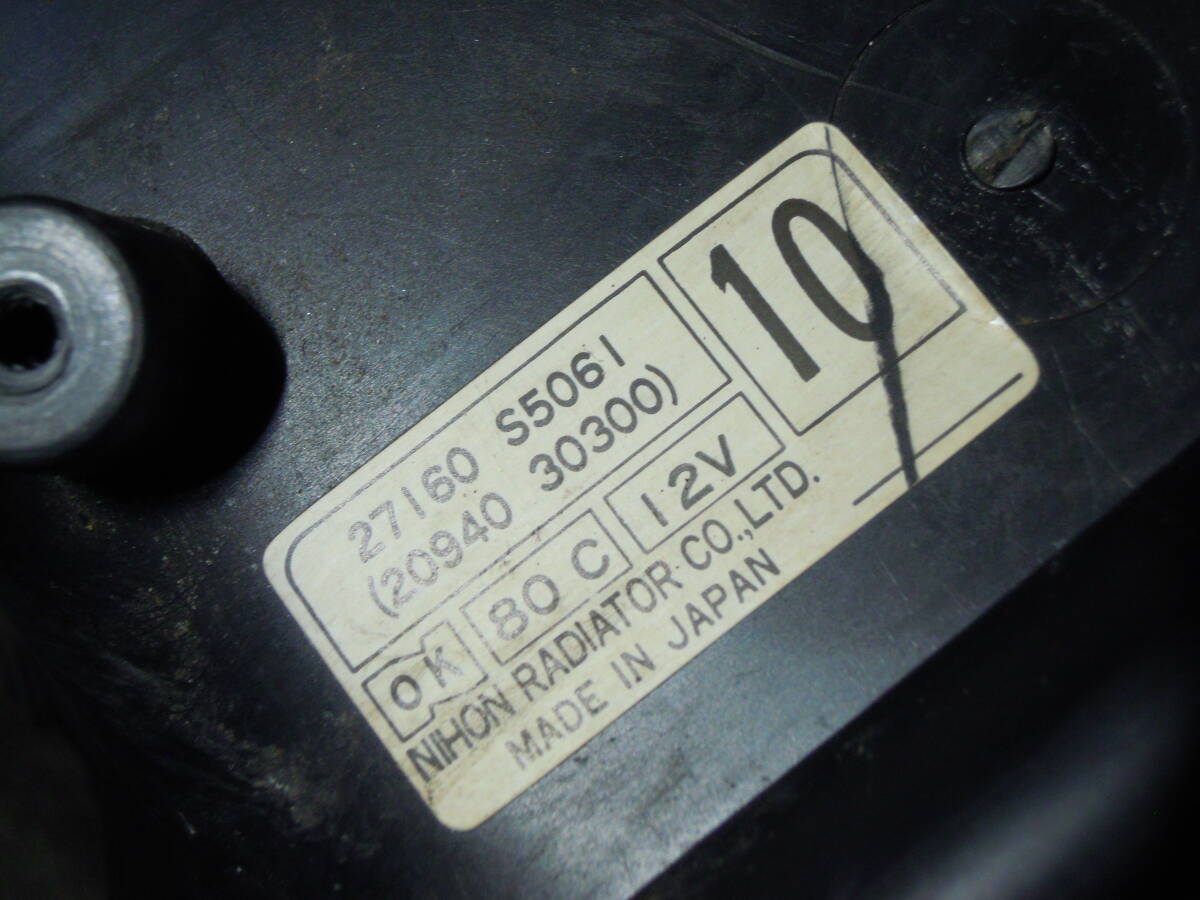 27160 S5061
(20940 30300)
10
OK 80 C 12V
NIHON RADIATOR CO.,LTD.
MADE IN JAPAN